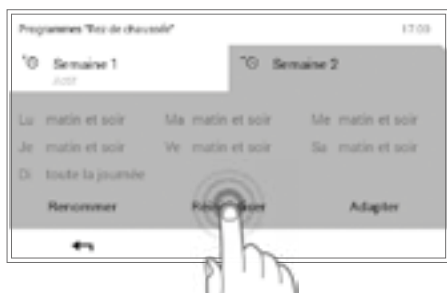 Programmes "Rez de chaussée" 17:03
Semaine 1 Semaine 2
Actif
Lu matin et soir Ma matin et soir Me matin et soir
Je matin et soir Ve matin et soir Sa matin et soir
Di toute la journée
Renommer Adapter